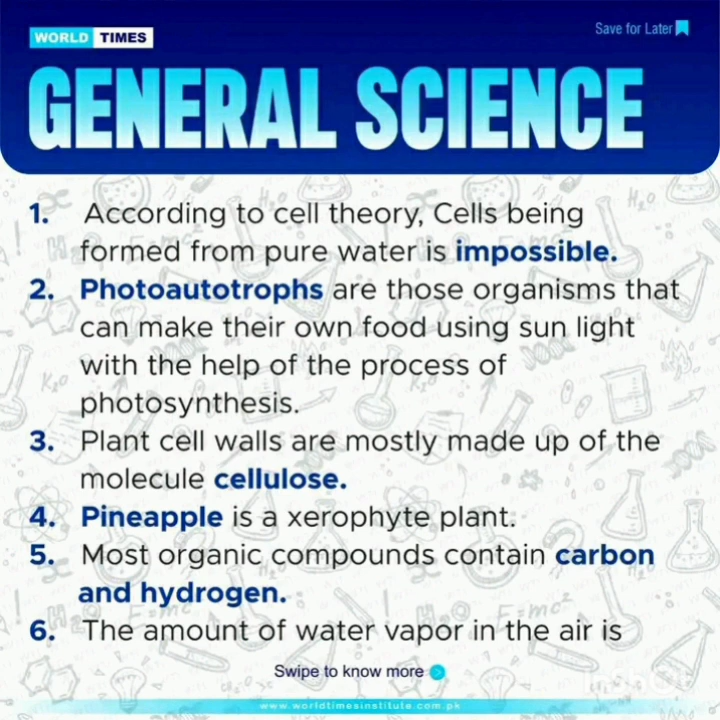 WORLD TIMES
Save for Later
GENERAL SCIENCE
1. According to cell theory, Cells being
formed from pure water is impossible.
2. Photoautotrophs are those organisms that
can make their own food using sun light
with the help of the process of
photosynthesis.
3. Plant cell walls are mostly made up of the
molecule cellulose.
4. Pineapple is a xerophyte plant.
5. Most organic compounds contain carbon
and hydrogen.
6. The amount of water vapor in the air is
Swipe to know more
www.worldtimesinstitute.com.pk